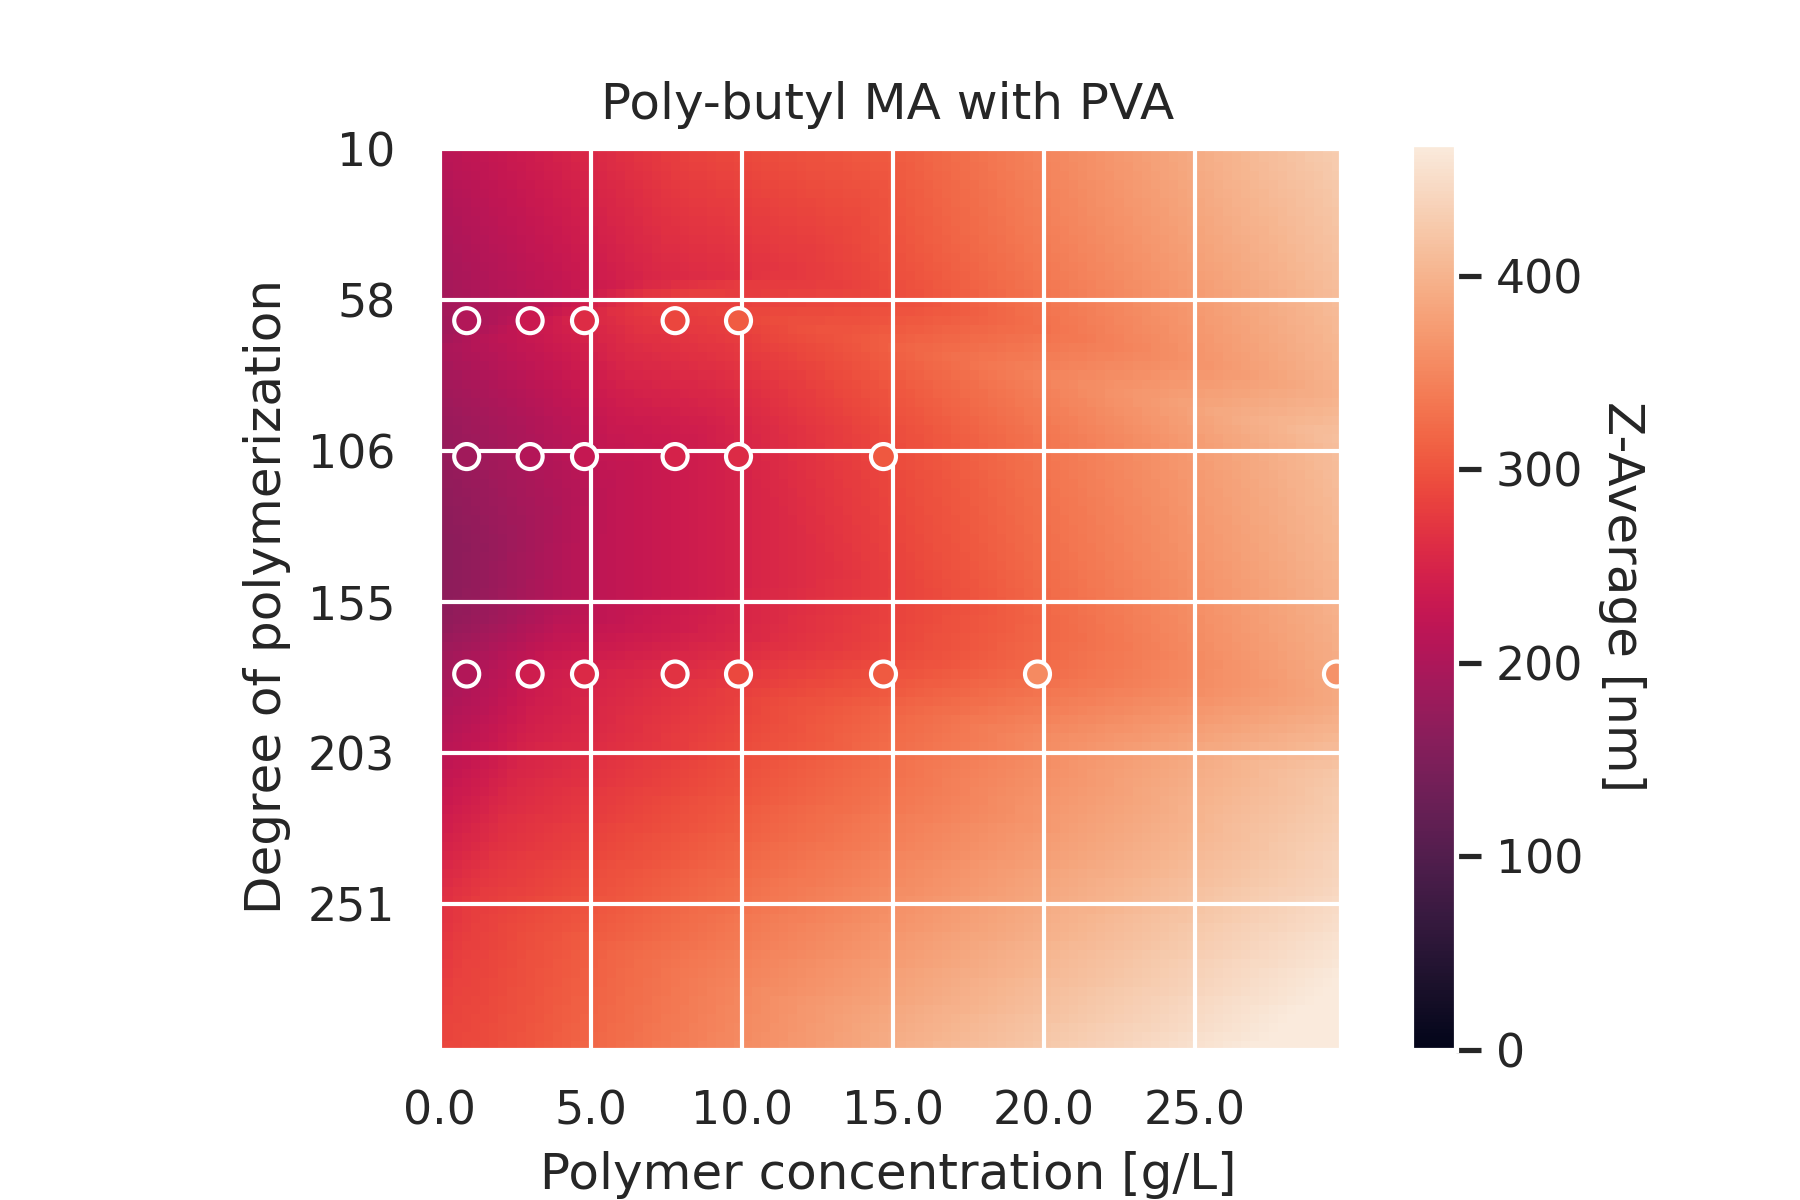 Poly-butyl MA with PVA
Degree of polymerization
10
58
106
155
203
251
0.0 5.0 10.0 15.0 20.0 25.0
Polymer concentration [g/L]
400
300
200
100
0
Z-Average [nm]